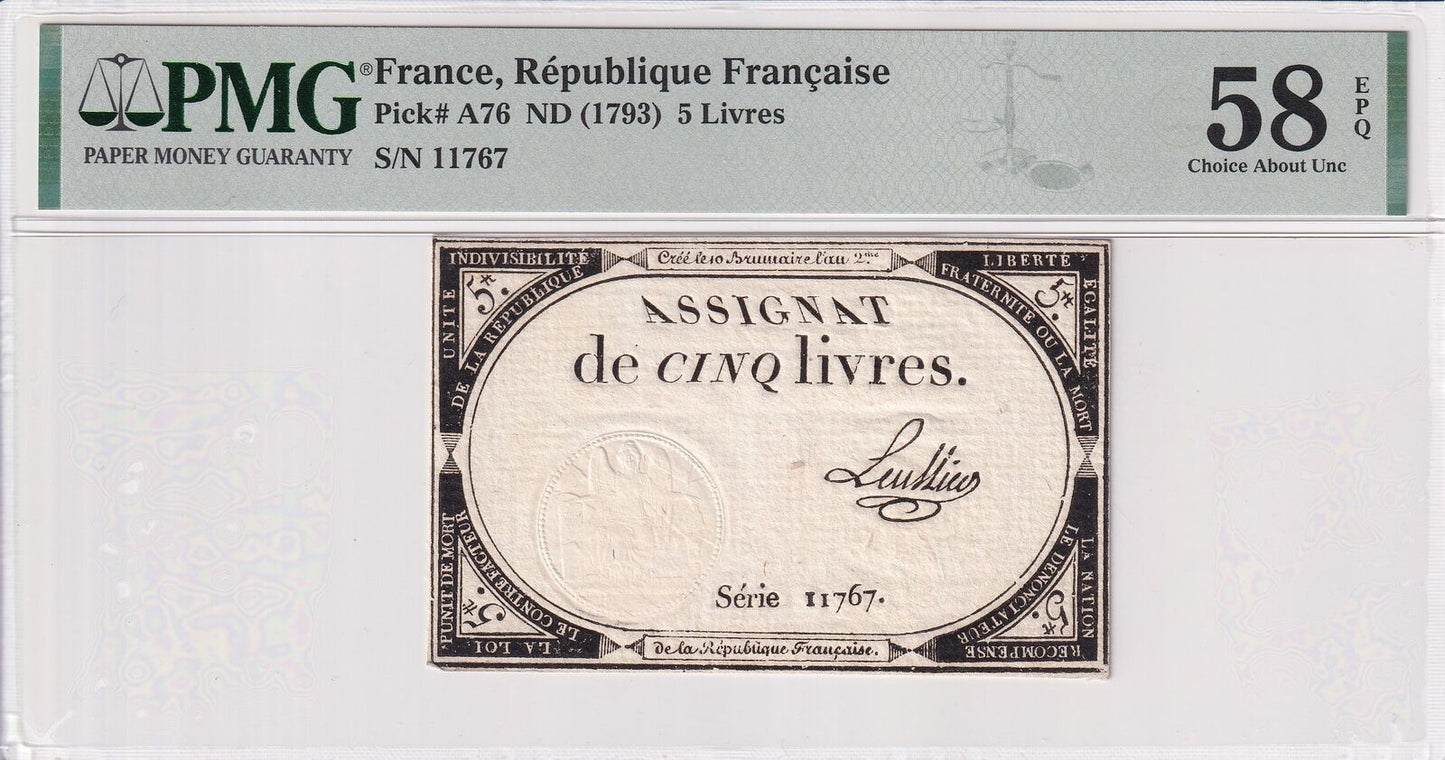 PMG®
PAPER MONEY GUARANTY
France, République Française
Pick# A76 ND (1793) 5 Livres
S/N 11767
58
EPQ
Choice About Unc
UNITÉ INDIVISIBILITÉ
DE LA RÉPUBLIQUE
5₶.
Créé le 10 Brumaire l'an 2.me
LIBERTÉ ÉGALITÉ
FRATERNITÉ OU LA MORT
5₶.
ASSIGNAT
de CINQ livres.
Série 11767.
LA LOI PUNIT DE MORT
LE CONTREFACTEUR
5₶.
de la République Française.
LA NATION RÉCOMPENSE
LE DÉNONCIATEUR
5₶.